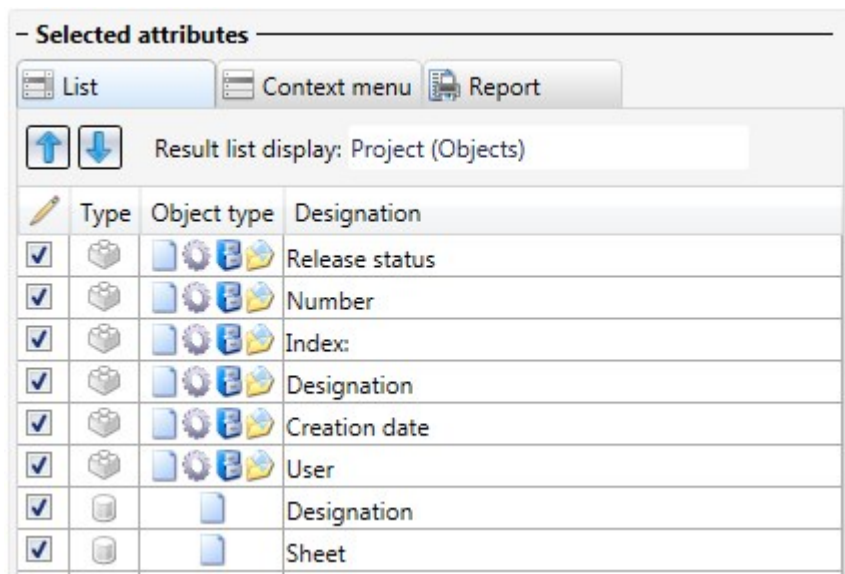 Selected attributes
List Context menu Report
Result list display: Project (Objects)
Type Object type Designation
Release status
Number
Index:
Designation
Creation date
User
Designation
Sheet